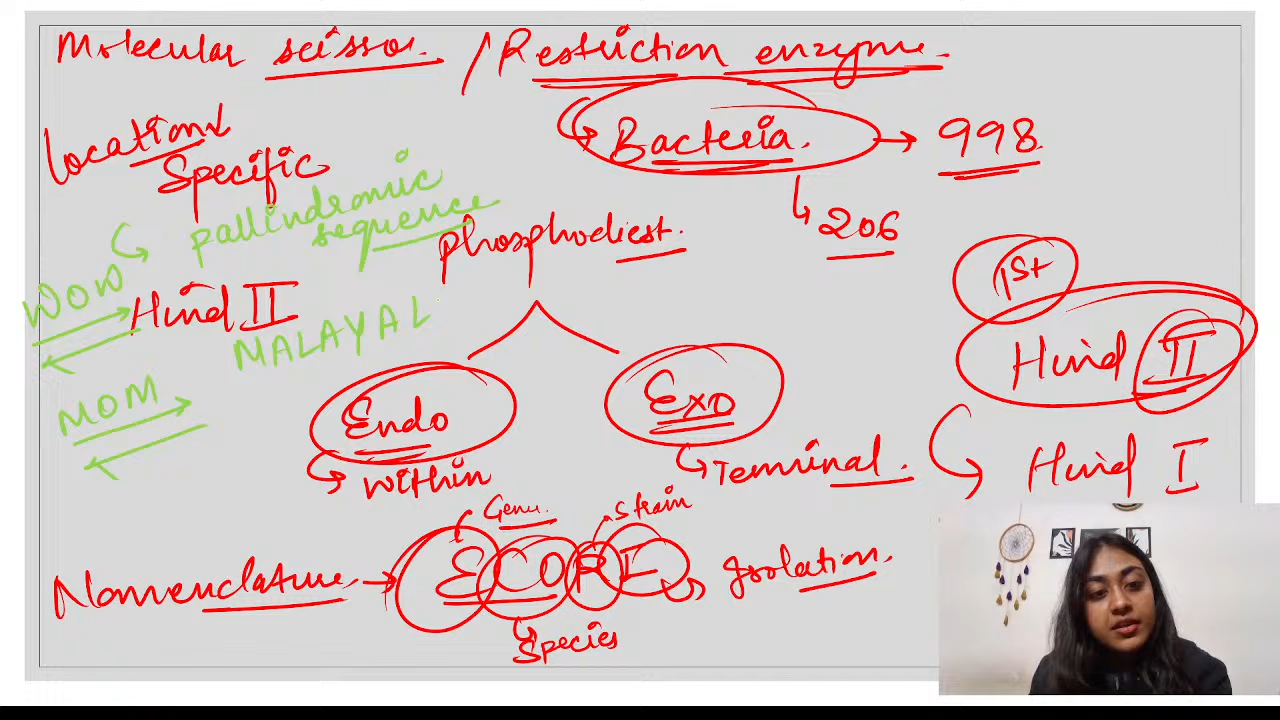 Molecular scissor. / Restriction enzyme.
Location Specific
Bacteria. → 998
206
pallindromic sequence
phosphodiest.
WOW
Hind II
MALAYAL
MOM
1st
Hind II
Hind I
Endo
within
Exo
Terminal.
Genu.
Strain
Nomenclature. → ECORI
Isolation.
Species